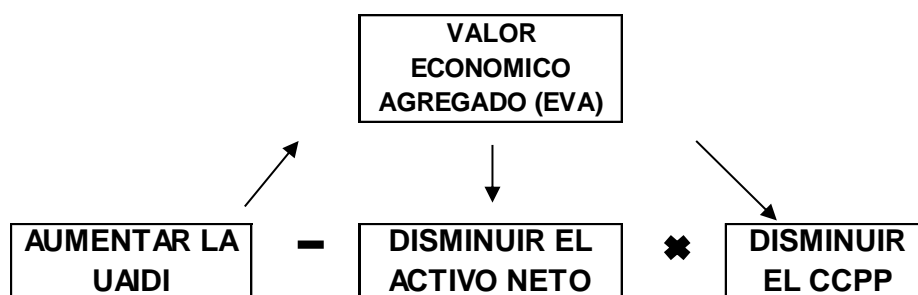 VALOR
ECONOMICO
AGREGADO (EVA)
AUMENTAR LA
UAIDI
-
DISMINUIR EL
ACTIVO NETO
×
DISMINUIR
EL CCPP